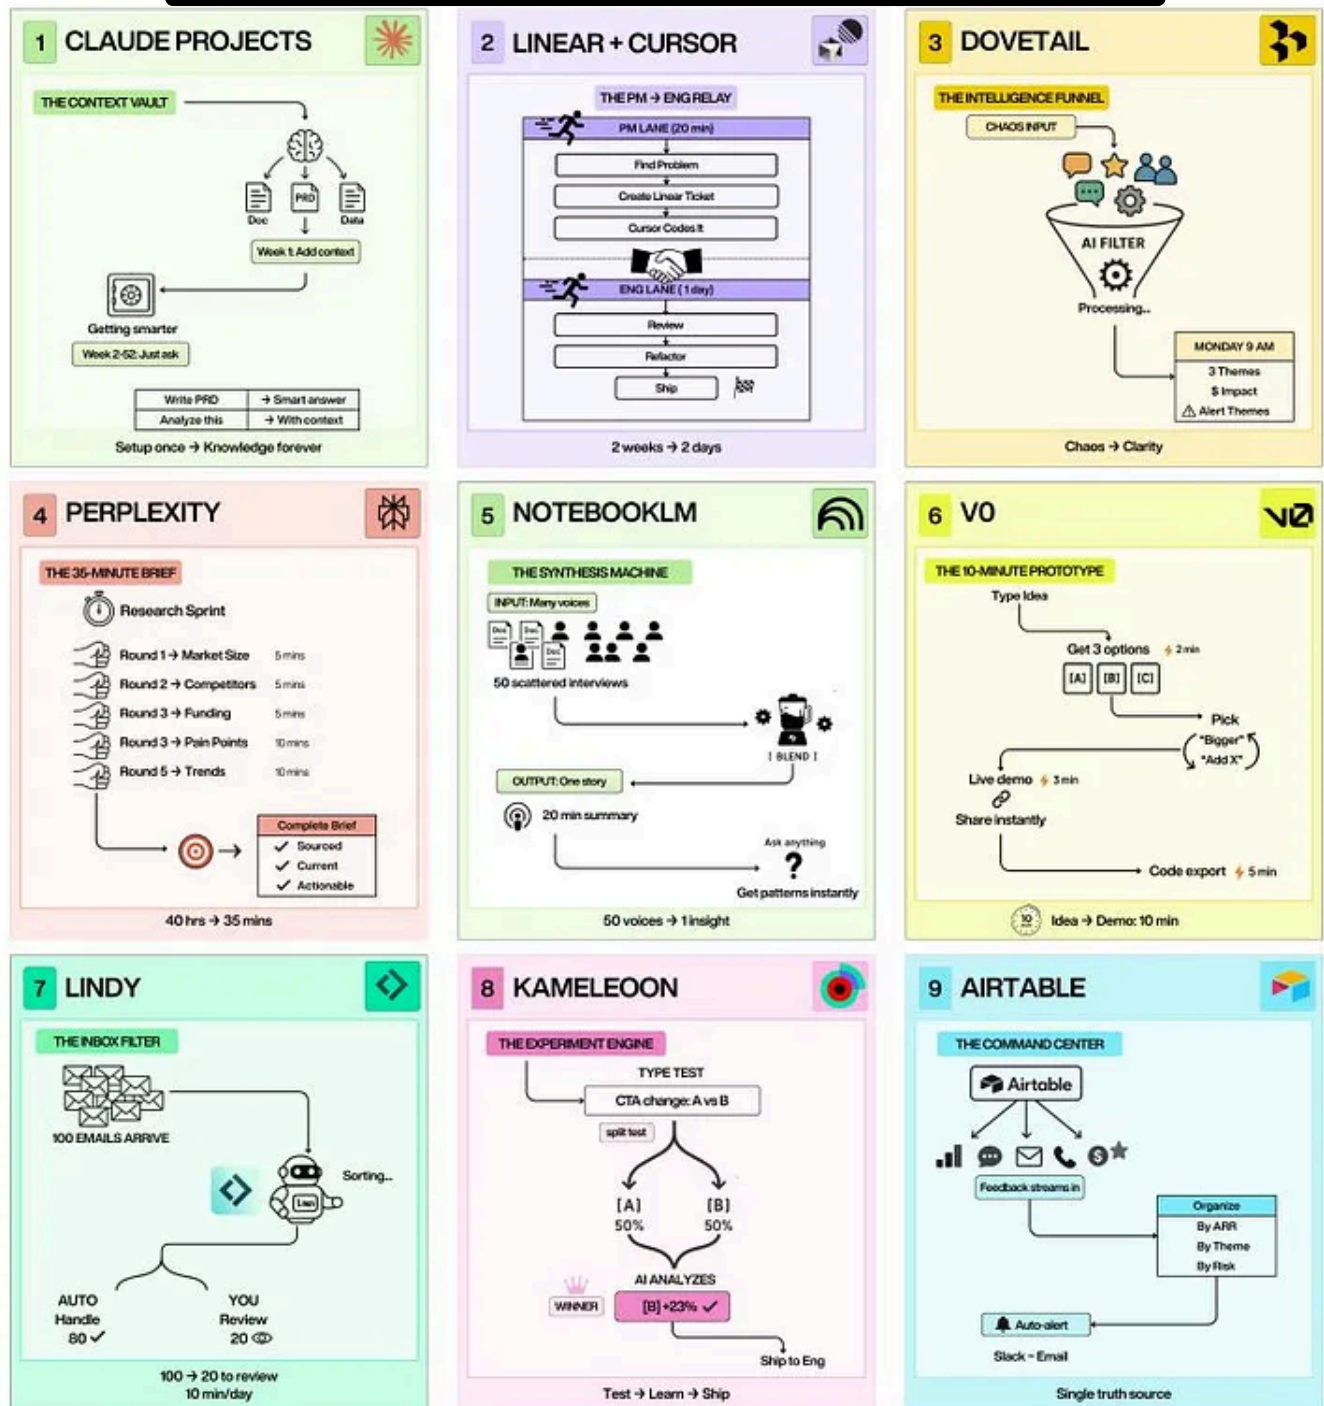 1 CLAUDE PROJECTS
THE CONTEXT VAULT
Doc
PRD
Data
Week 1: Add context
Getting smarter
Week 2-52: Just ask
Write PRD → Smart answer
Analyze this → With context
Setup once → Knowledge forever
2 LINEAR + CURSOR
THE PM → ENG RELAY
PM LANE (20 min)
Find Problem
Create Linear Ticket
Cursor Codes It
ENG LANE (1 day)
Review
Refactor
Ship
2 weeks → 2 days
3 DOVETAIL
THE INTELLIGENCE FUNNEL
CHAOS INPUT
AI FILTER
Processing...
MONDAY 9 AM
3 Themes
$ Impact
Alert Themes
Chaos → Clarity
4 PERPLEXITY
THE 35-MINUTE BRIEF
Research Sprint
Round 1 → Market Size 5 mins
Round 2 → Competitors 5 mins
Round 3 → Funding 5 mins
Round 3 → Pain Points 10 mins
Round 5 → Trends 10 mins
Complete Brief
✓ Sourced
✓ Current
✓ Actionable
40 hrs → 35 mins
5 NOTEBOOKLM
THE SYNTHESIS MACHINE
INPUT: Many voices
Doc Doc
Doc
50 scattered interviews
[ BLEND ]
OUTPUT: One story
20 min summary
Ask anything
?
Get patterns instantly
50 voices → 1 insight
6 V0
V0
THE 10-MINUTE PROTOTYPE
Type Idea
Get 3 options 2 min
[A] [B] [C]
Pick
"Bigger"
"Add X"
Live demo 3 min
Share instantly
Code export 5 min
10
Idea → Demo: 10 min
7 LINDY
THE INBOX FILTER
100 EMAILS ARRIVE
Sorting...
AUTO
Handle
80 ✓
YOU
Review
20
100 → 20 to review
10 min/day
8 KAMELEOON
THE EXPERIMENT ENGINE
TYPE TEST
CTA change: A vs B
split test
[A]
50%
[B]
50%
AI ANALYZES
WINNER
[B] +23% ✓
Ship to Eng
Test → Learn → Ship
9 AIRTABLE
THE COMMAND CENTER
Airtable
Feedback streams in
Organize
By ARR
By Theme
By Risk
Auto-alert
Slack - Email
Single truth source